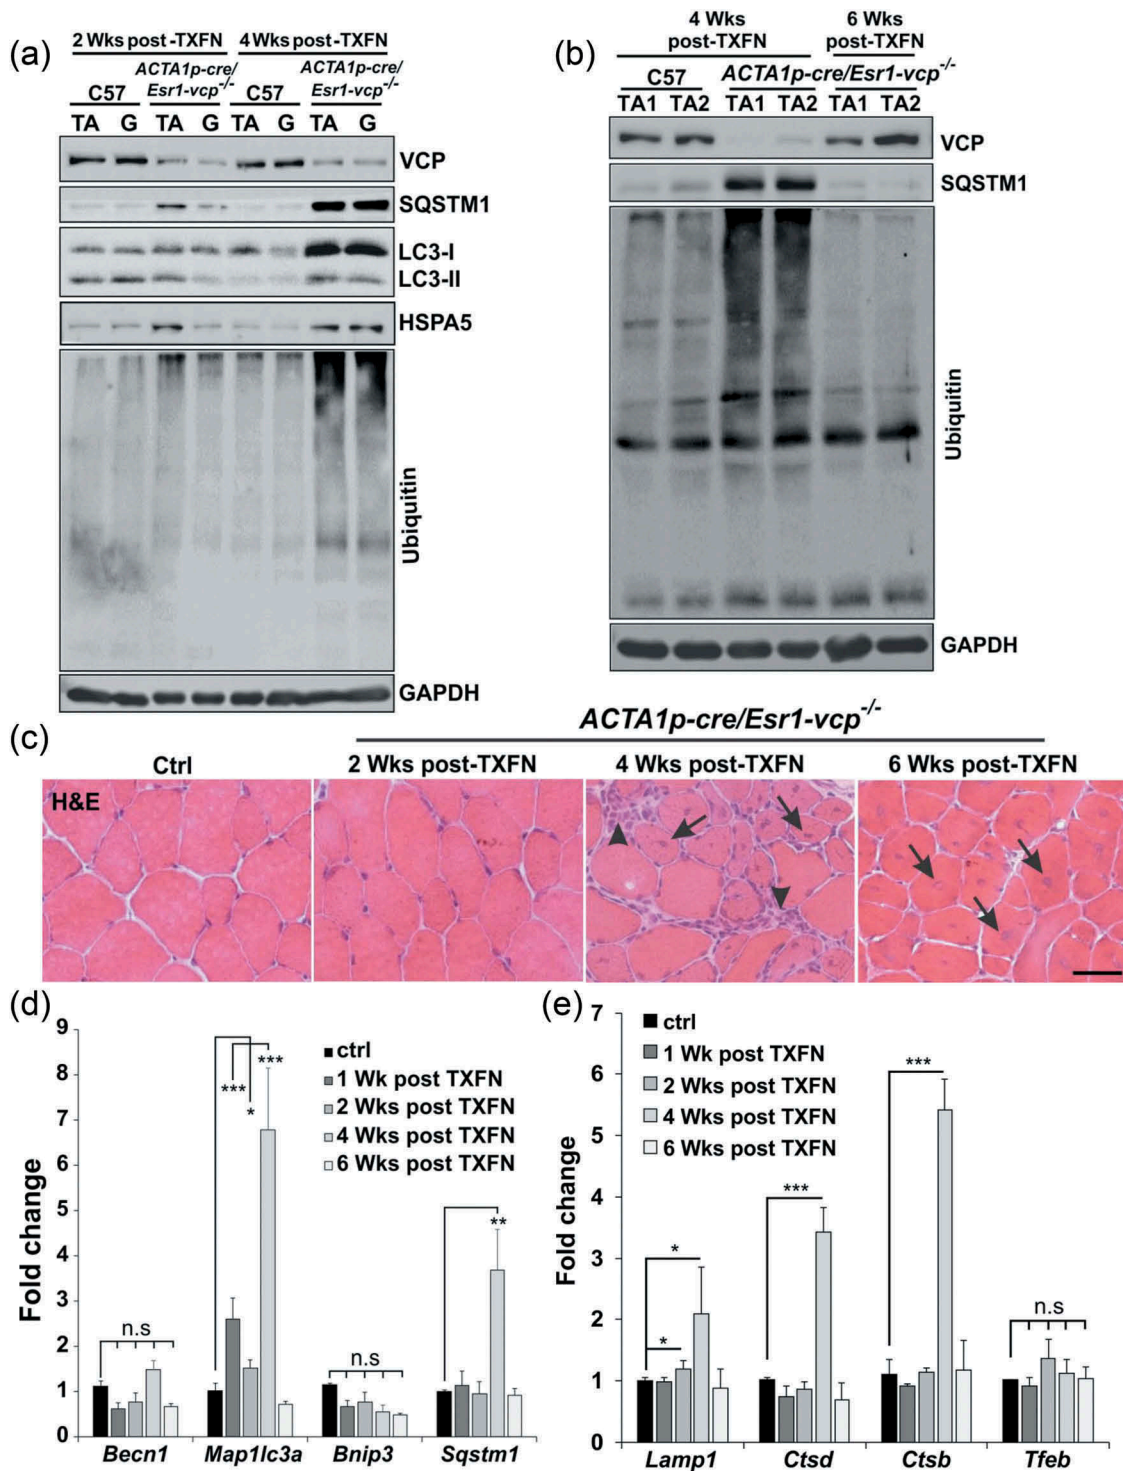 (a)
2 Wks post-TXFN 4Wks post-TXFN
ACTA1p-cre/ ACTA1p-cre/
C57 Esr1-vcp-/- C57 Esr1-vcp-/-
TA G TA G TA G TA G
VCP
SQSTM1
LC3-I
LC3-II
HSPA5
Ubiquitin
GAPDH
(b)
4 Wks 6 Wks
post-TXFN post-TXFN
C57 ACTA1p-cre/Esr1-vcp-/-
TA1 TA2 TA1 TA2 TA1 TA2
VCP
SQSTM1
Ubiquitin
GAPDH
(c)
ACTA1p-cre/Esr1-vcp-/-
Ctrl 2 Wks post-TXFN 4 Wks post-TXFN 6 Wks post-TXFN
H&E
(d)
Fold change
9
8
7
6
5
4
3
2
1
0
ctrl
1 Wk post TXFN
2 Wks post TXFN
4 Wks post TXFN
6 Wks post TXFN
n.s
***
*
***
n.s
**
Becn1 Map1lc3a Bnip3 Sqstm1
(e)
Fold change
7
6
5
4
3
2
1
0
ctrl
1 Wk post TXFN
2 Wks post TXFN
4 Wks post TXFN
6 Wks post TXFN
*
*
***
***
n.s
Lamp1 Ctsd Ctsb Tfeb